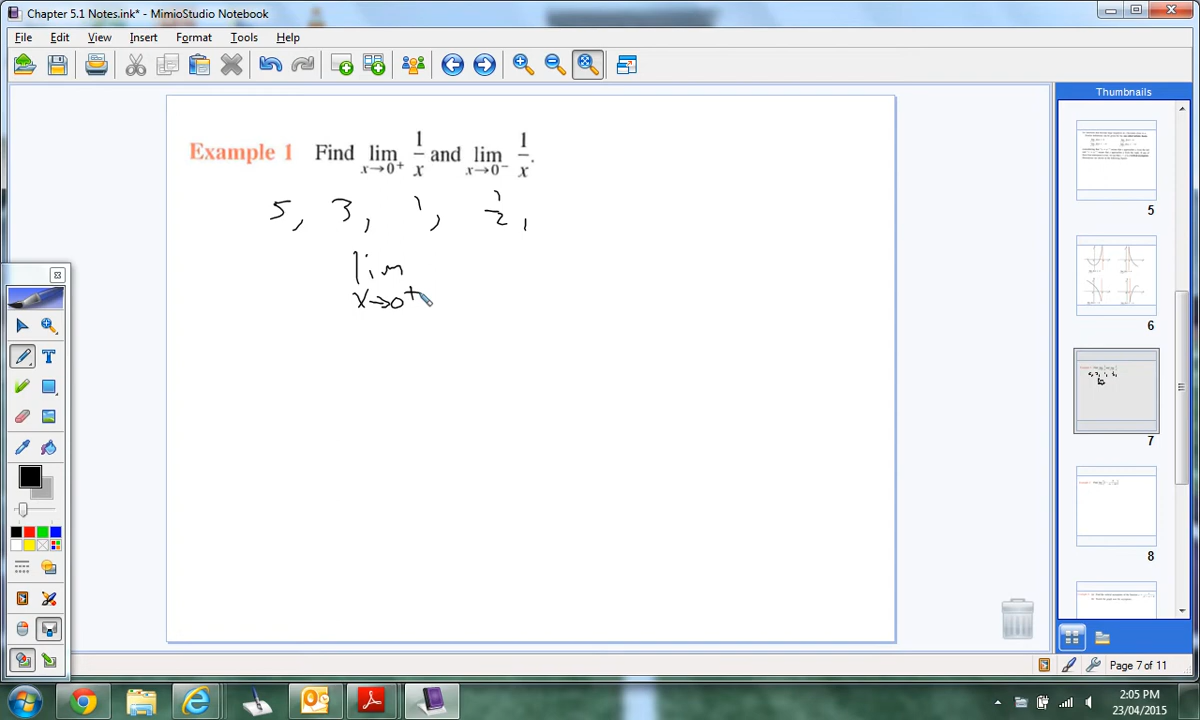 Chapter 5.1 Notes.ink* - MimioStudio Notebook
File Edit View Insert Format Tools Help
Thumbnails
Example 1 Find lim x→0⁺ 1/x and lim x→0⁻ 1/x.
5, 3, 1, 1/2,
lim
x→0⁺
5
6
7
8
Page 7 of 11
2:05 PM
23/04/2015